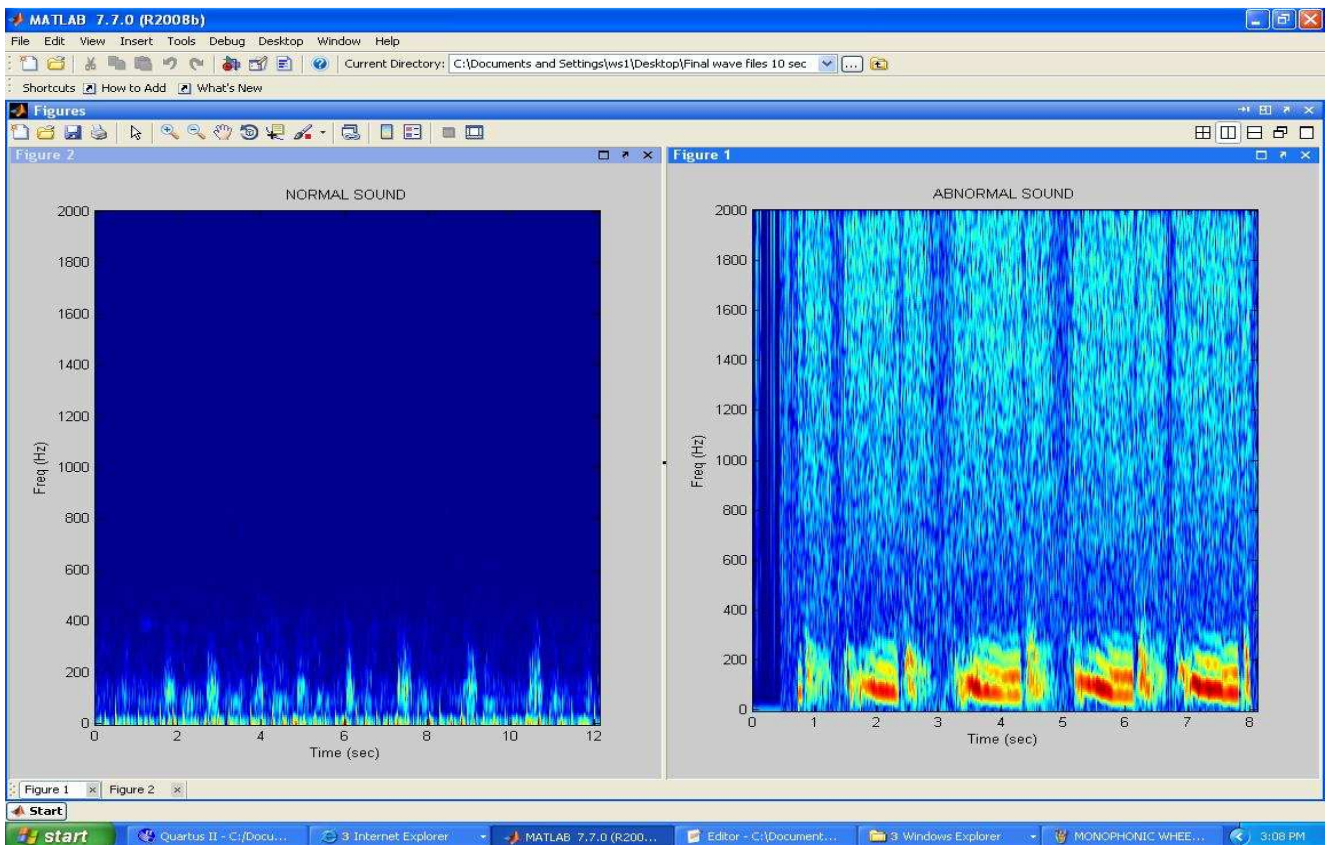 MATLAB 7.7.0 (R2008b)
File Edit View Insert Tools Debug Desktop Window Help
Current Directory: C:\Documents and Settings\ws1\Desktop\Final wave files 10 sec
Shortcuts How to Add What's New
Figures
Figure 2
NORMAL SOUND
2000
1800
1600
1400
1200
1000
800
600
400
200
0
Freq (Hz)
0 2 4 6 8 10 12
Time (sec)
Figure 1
ABNORMAL SOUND
2000
1800
1600
1400
1200
1000
800
600
400
200
0
Freq (Hz)
0 1 2 3 4 5 6 7 8
Time (sec)
Figure 1 Figure 2
Start
start Quartus II - C:/Docu... 3 Internet Explorer MATLAB 7.7.0 (R200... Editor - C:\Document... 3 Windows Explorer MONOPHONIC WHEE... 3:08 PM